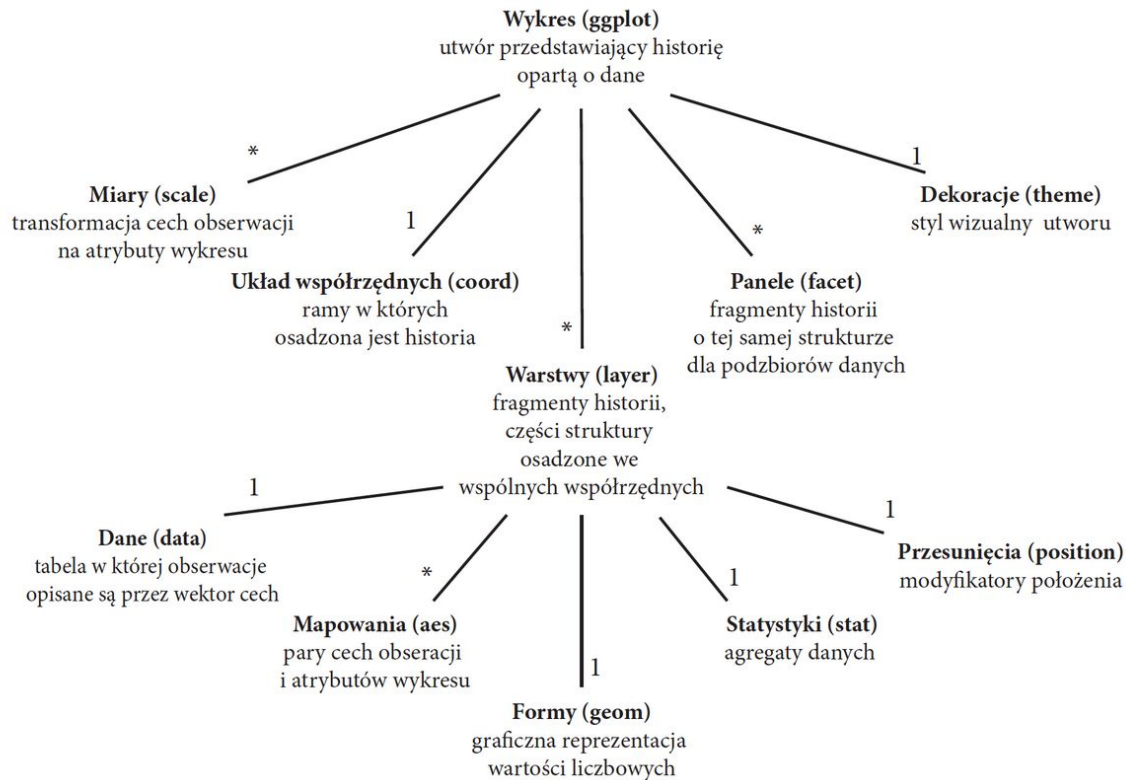 Wykres (ggplot)
utwór przedstawiający historię
opartą o dane
*
Miary (scale)
transformacja cech obserwacji
na atrybuty wykresu
1
Układ współrzędnych (coord)
ramy w których
osadzona jest historia
*
Warstwy (layer)
fragmenty historii,
części struktury
osadzone we
wspólnych współrzędnych
*
Panele (facet)
fragmenty historii
o tej samej strukturze
dla podzbiorów danych
1
Dekoracje (theme)
styl wizualny utworu
1
Dane (data)
tabela w której obserwacje
opisane są przez wektor cech
*
Mapowania (aes)
pary cech obseracji
i atrybutów wykresu
1
Formy (geom)
graficzna reprezentacja
wartości liczbowych
1
Statystyki (stat)
agregaty danych
1
Przesunięcia (position)
modyfikatory położenia